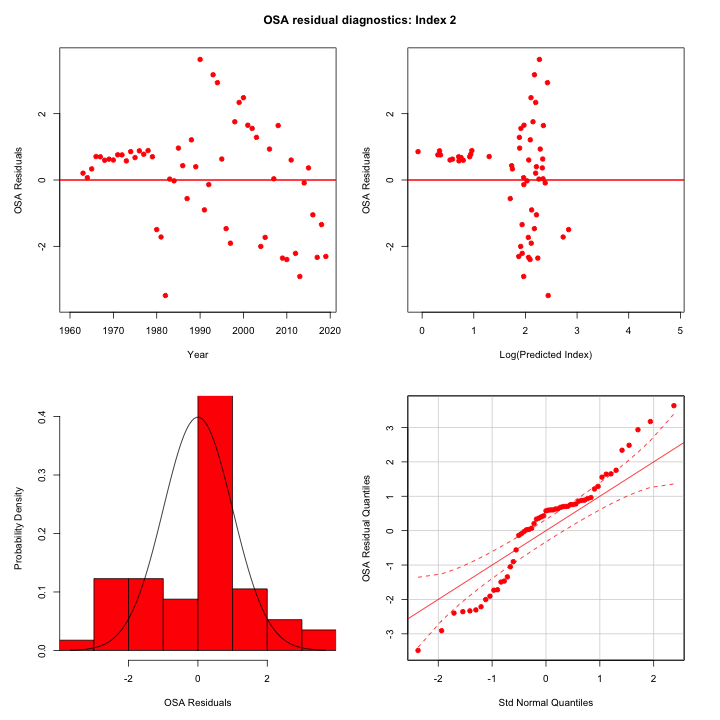 OSA residual diagnostics: Index 2
OSA Residuals
2
0
-2
1960 1970 1980 1990 2000 2010 2020
Year
OSA Residuals
2
0
-2
0 1 2 3 4 5
Log(Predicted Index)
Probability Density
0.4
0.3
0.2
0.1
0.0
-2 0 2
OSA Residuals
OSA Residual Quantiles
3
2
1
0
-1
-2
-3
-2 -1 0 1 2
Std Normal Quantiles